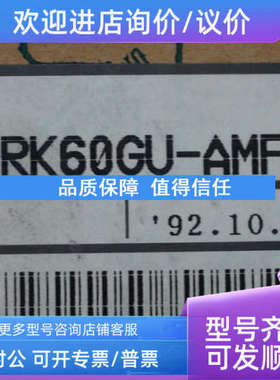 欢迎进店询价/议价
RK60GU-AMF
品质保障 值得信任
'92.10.
更多型号咨询店铺客服
对公 可开专票/普票
型号齐
可发顺